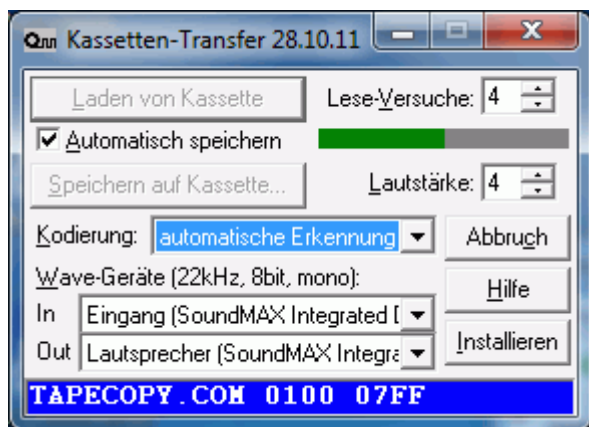 Kassetten-Transfer 28.10.11
Laden von Kassette
Lese-Versuche: 4
Automatisch speichern
Speichern auf Kassette...
Lautstärke: 4
Kodierung: automatische Erkennung
Abbruch
Wave-Geräte (22kHz, 8bit, mono):
Hilfe
In Eingang (SoundMAX Integrated D
Installieren
Out Lautsprecher (SoundMAX Integra
TAPECOPY.COM 0100 07FF